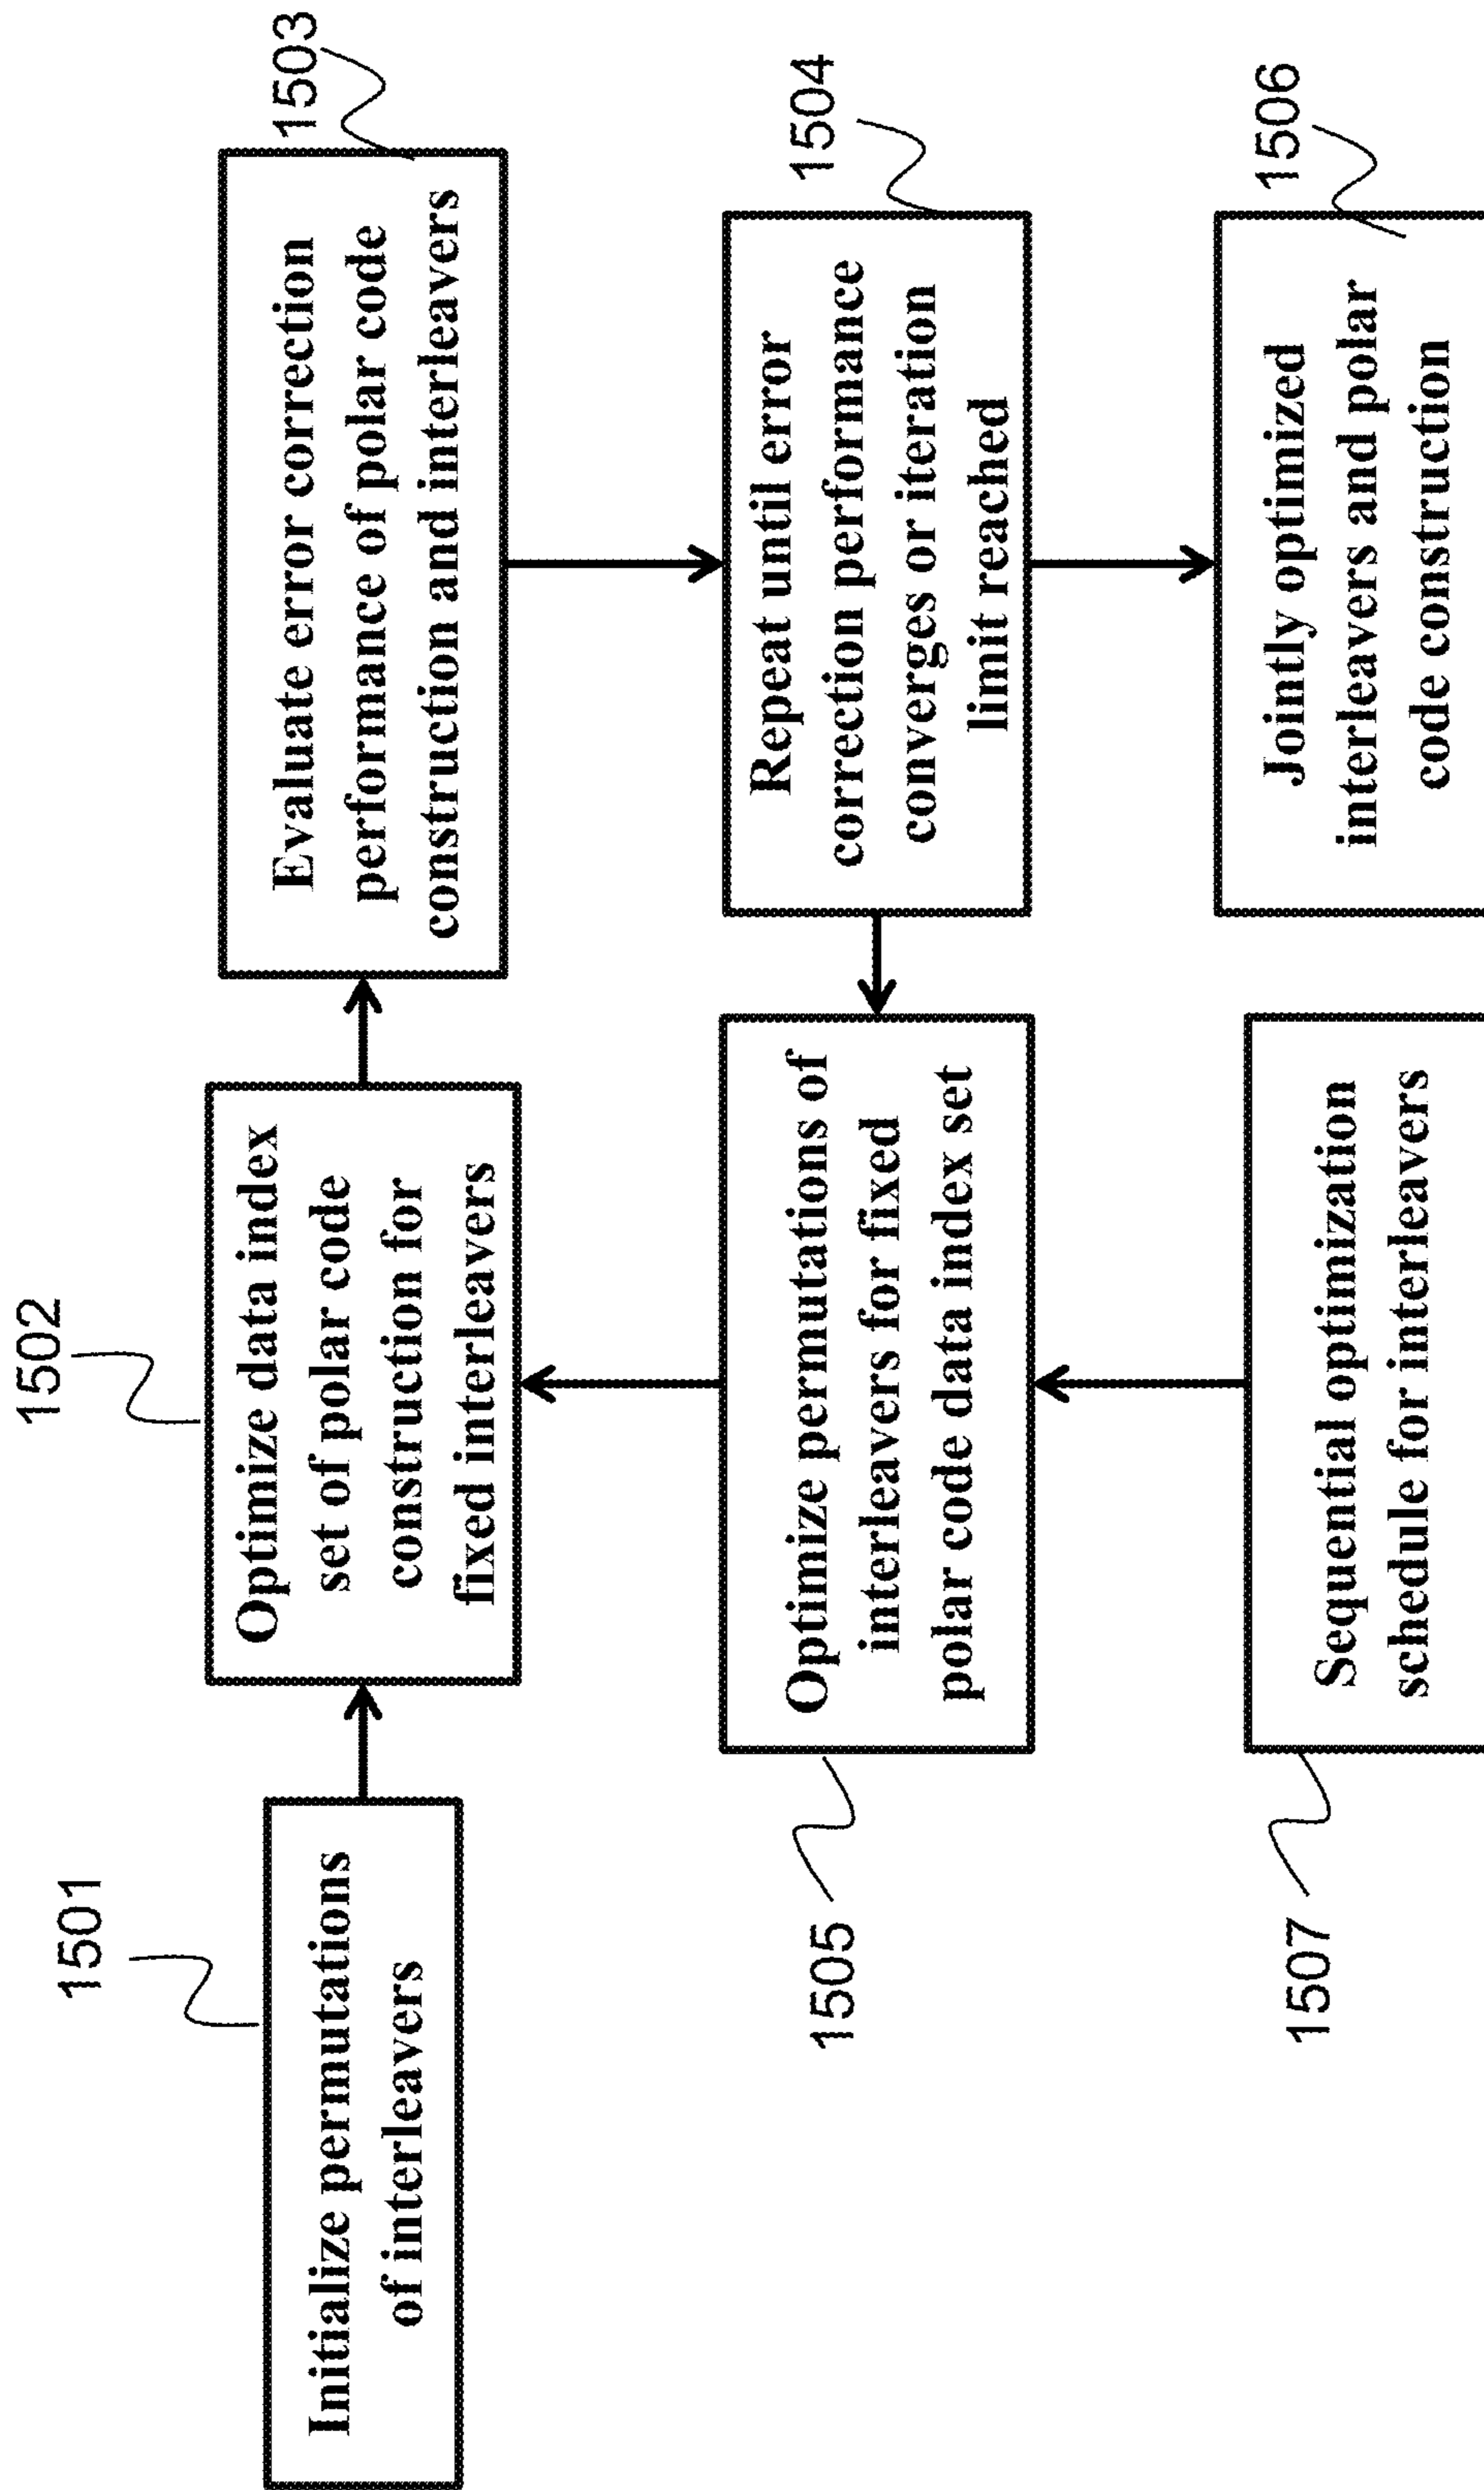 1501
Initialize permutations
of interleavers
1502
Optimize data index
set of polar code
construction for
fixed interleavers
1503
Evaluate error correction
performance of polar code
construction and interleavers
1504
Repeat until error
correction performance
converges or iteration
limit reached
1505
Optimize permutations of
interleavers for fixed
polar code data index set
1506
Jointly optimized
interleavers and polar
code construction
1507
Sequential optimization
schedule for interleavers